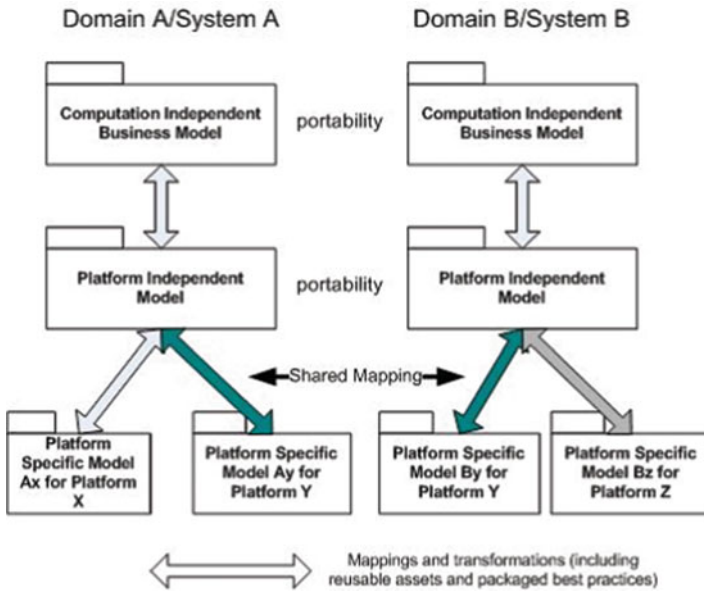 Domain A/System A
Domain B/System B
Computation Independent
Business Model
portability
Computation Independent
Business Model
Platform Independent
Model
portability
Platform Independent
Model
Shared Mapping
Platform
Specific Model
Ax for Platform
X
Platform Specific
Model Ay for
Platform Y
Platform Specific
Model By for
Platform Y
Platform Specific
Model Bz for
Platform Z
Mappings and transformations (including
reusable assets and packaged best practices)